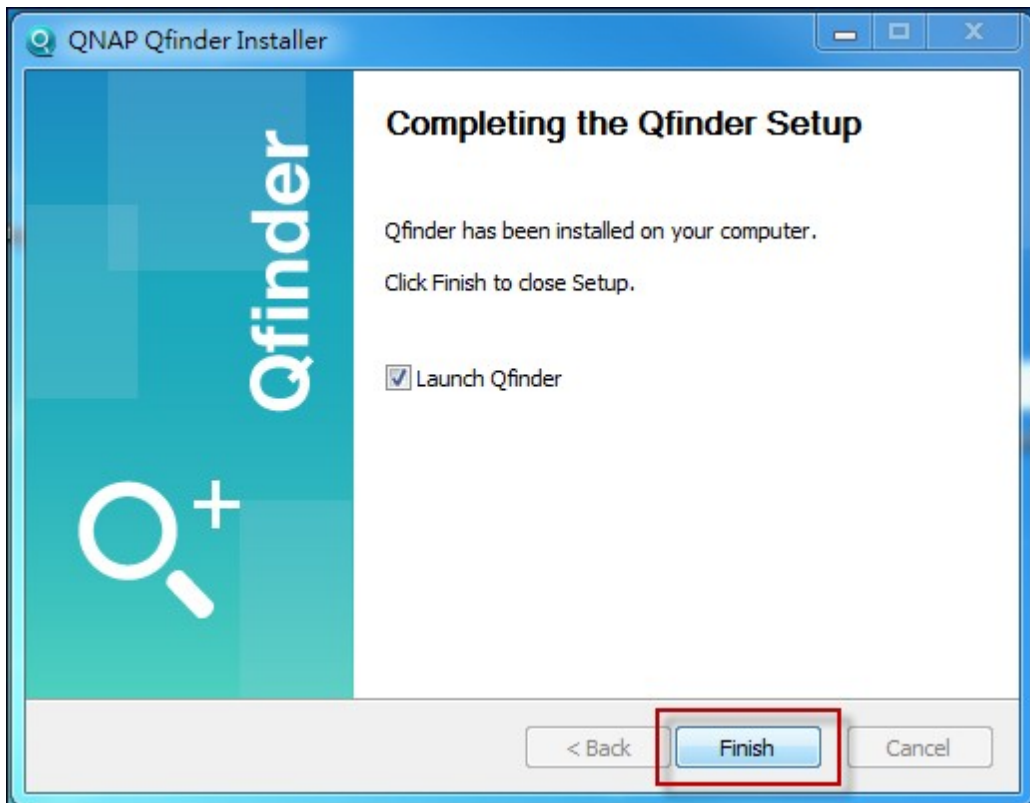 QNAP Qfinder Installer
Qfinder
Completing the Qfinder Setup
Qfinder has been installed on your computer.
Click Finish to close Setup.
Launch Qfinder
< Back
Finish
Cancel